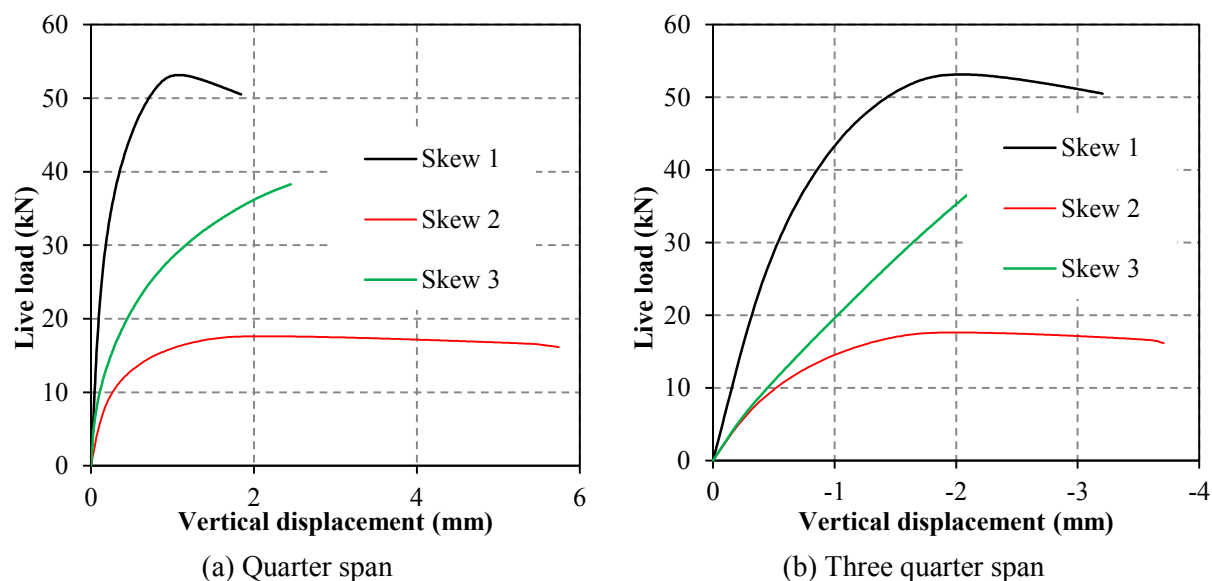 60
50
40
30
20
10
0
Live load (kN)
Skew 1
Skew 2
Skew 3
0 2 4 6
Vertical displacement (mm)
(a) Quarter span
60
50
40
30
20
10
0
Live load (kN)
Skew 1
Skew 2
Skew 3
0 -1 -2 -3 -4
Vertical displacement (mm)
(b) Three quarter span